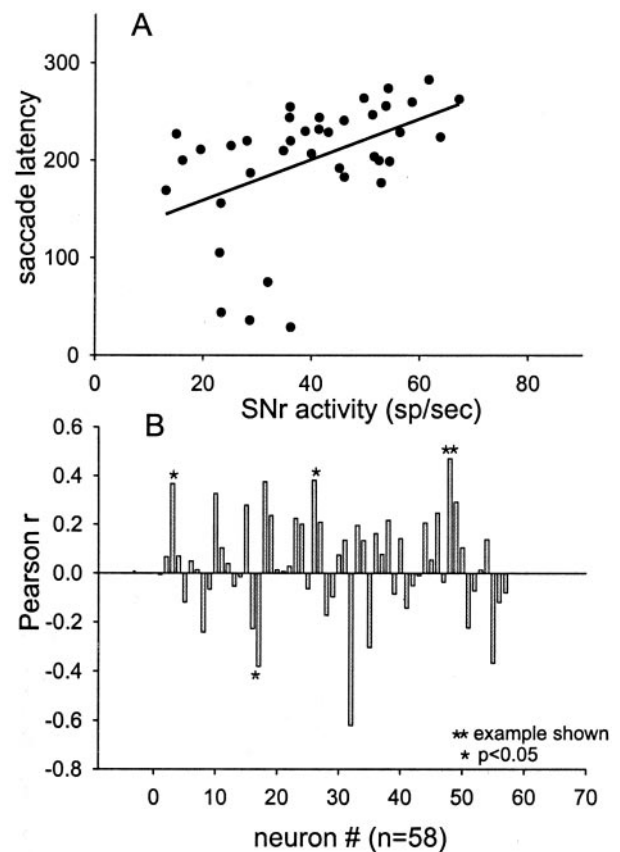 A
300
200
100
0
saccade latency
0 20 40 60 80
SNr activity (sp/sec)
B
0.6
0.4
0.2
0.0
-0.2
-0.4
-0.6
-0.8
Pearson r
*
*
**
*
** example shown
* p<0.05
0 10 20 30 40 50 60 70
neuron # (n=58)